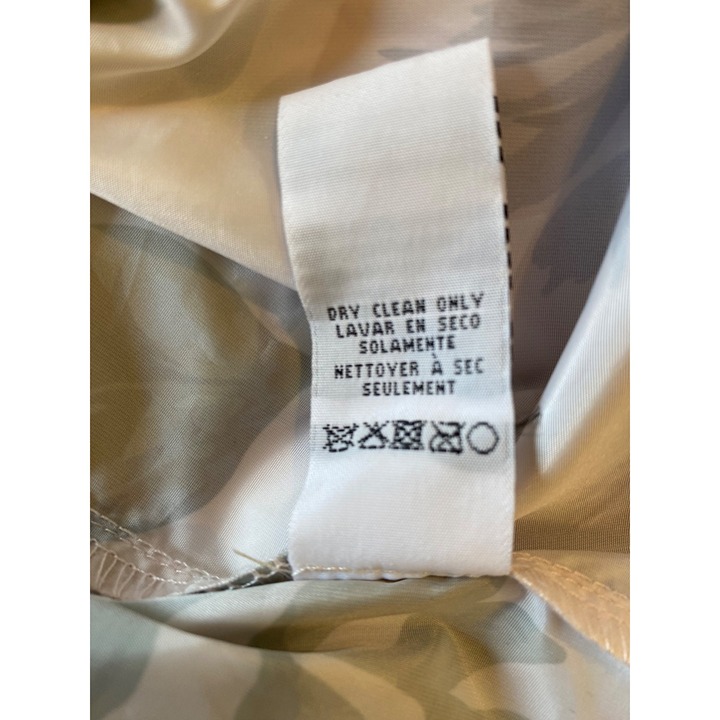 DRY CLEAN ONLY
LAVAR EN SECO
SOLAMENTE
NETTOYER À SEC
SEULEMENT